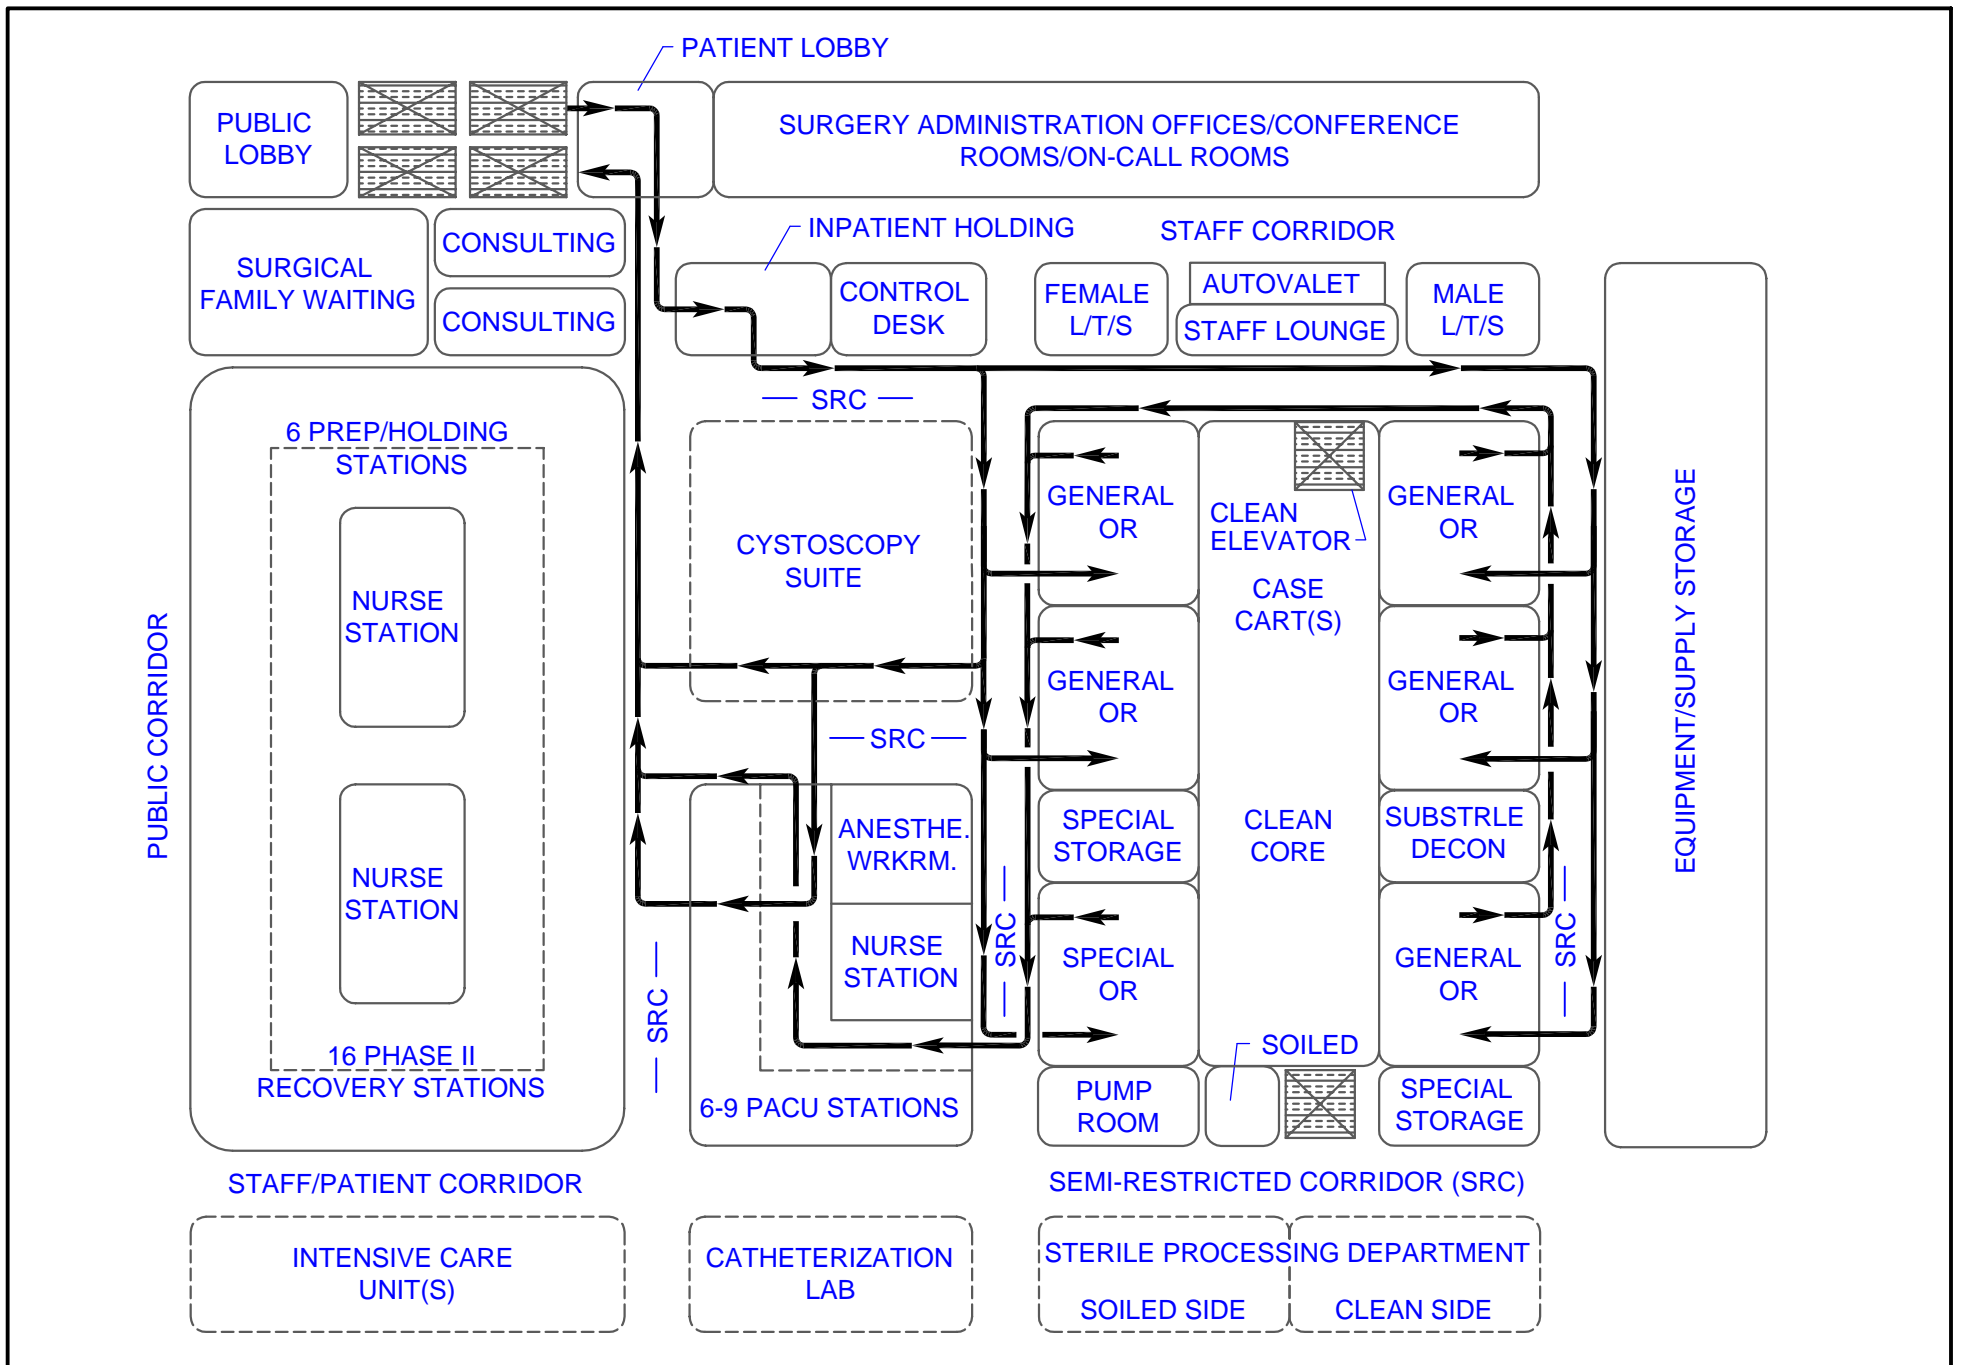 PATIENT LOBBY
PUBLIC
LOBBY
SURGERY ADMINISTRATION OFFICES/CONFERENCE
ROOMS/ON-CALL ROOMS
INPATIENT HOLDING
STAFF CORRIDOR
CONSULTING
SURGICAL
FAMILY WAITING
CONSULTING
CONTROL
DESK
FEMALE
L/T/S
AUTOVALET
STAFF LOUNGE
MALE
L/T/S
SRC
6 PREP/HOLDING
STATIONS
NURSE
STATION
NURSE
STATION
16 PHASE II
RECOVERY STATIONS
PUBLIC CORRIDOR
CYSTOSCOPY
SUITE
SRC
ANESTHE.
WRKRM.
NURSE
STATION
6-9 PACU STATIONS
SRC
SRC
GENERAL
OR
GENERAL
OR
SPECIAL
STORAGE
SPECIAL
OR
PUMP
ROOM
CLEAN
ELEVATOR
CASE
CART(S)
CLEAN
CORE
SOILED
GENERAL
OR
GENERAL
OR
SUBSTRLE
DECON
GENERAL
OR
SPECIAL
STORAGE
SRC
EQUIPMENT/SUPPLY STORAGE
STAFF/PATIENT CORRIDOR
SEMI-RESTRICTED CORRIDOR (SRC)
INTENSIVE CARE
UNIT(S)
CATHETERIZATION
LAB
STERILE PROCESSING DEPARTMENT
SOILED SIDE
CLEAN SIDE